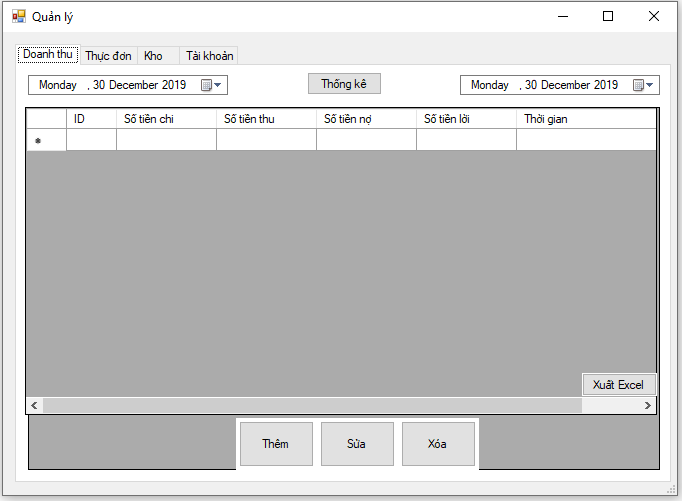 Quản lý
Doanh thu Thực đơn Kho Tài khoản
Monday , 30 December 2019 Thống kê Monday , 30 December 2019
ID Số tiền chi Số tiền thu Số tiền nợ Số tiền lời Thời gian
Xuất Excel
Thêm Sửa Xóa